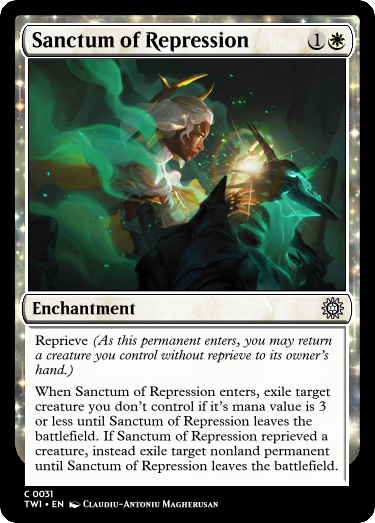 Sanctum of Repression 1
Enchantment
Reprieve (As this permanent enters, you may return
a creature you control without reprieve to its owner's
hand.)
When Sanctum of Repression enters, exile target
creature you don't control if it's mana value is 3
or less until Sanctum of Repression leaves the
battlefield. If Sanctum of Repression reprieved a
creature, instead exile target nonland permanent
until Sanctum of Repression leaves the battlefield.
C 0031
TWI • EN Claudiu-Antoniu Magherusan